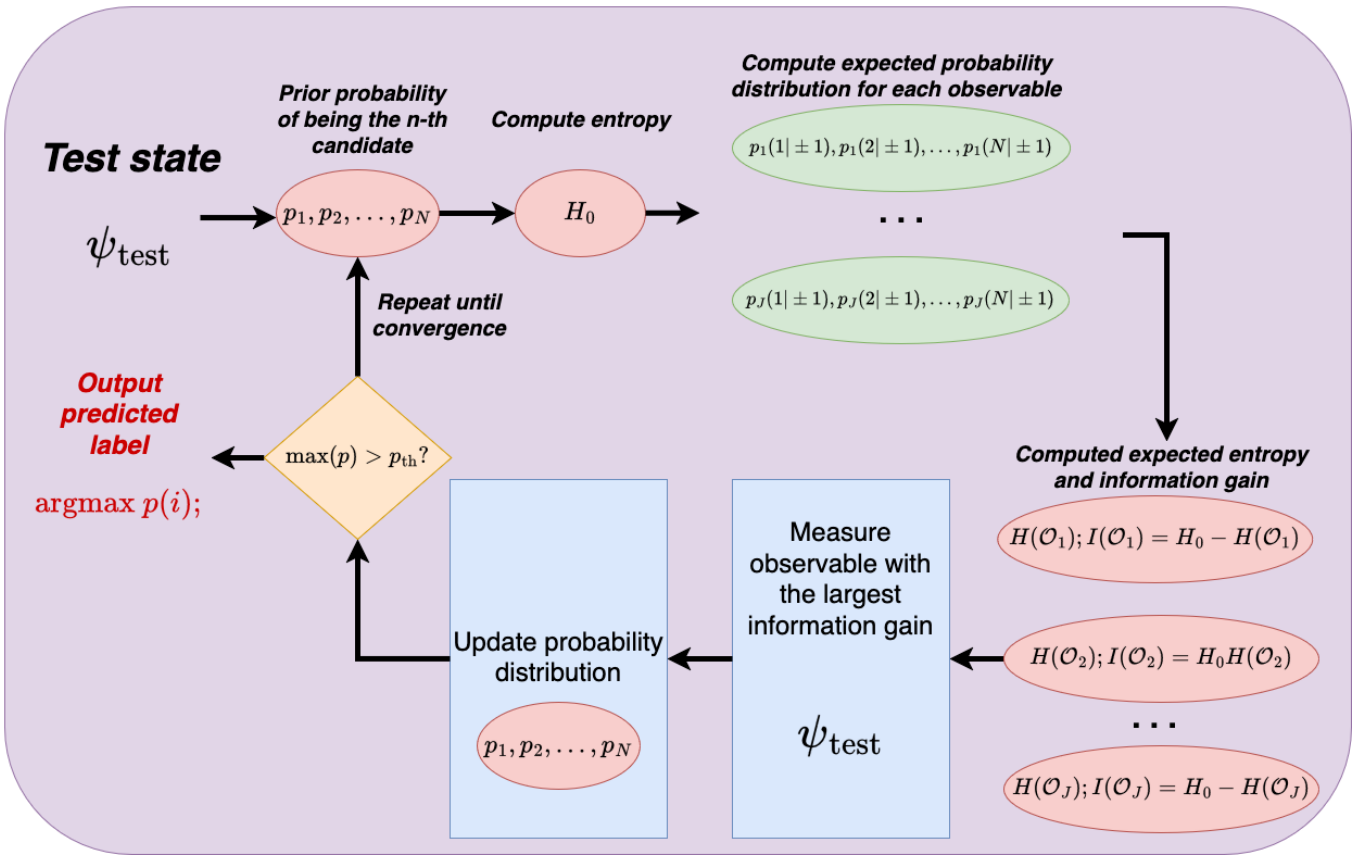 Test state
ψ_test
Prior probability
of being the n-th
candidate
p_1, p_2, …, p_N
Compute entropy
H_0
Compute expected probability
distribution for each observable
p_1(1| ± 1), p_1(2| ± 1), …, p_1(N| ± 1)
...
p_J(1| ± 1), p_J(2| ± 1), …, p_J(N| ± 1)
Computed expected entropy
and information gain
H(𝒪_1); I(𝒪_1) = H_0 − H(𝒪_1)
H(𝒪_2); I(𝒪_2) = H_0H(𝒪_2)
...
H(𝒪_J); I(𝒪_J) = H_0 − H(𝒪_J)
Measure
observable with
the largest
information gain
ψ_test
Update probability
distribution
p_1, p_2, …, p_N
max(p) > p_th?
Repeat until
convergence
Output
predicted
label
argmax p(i);